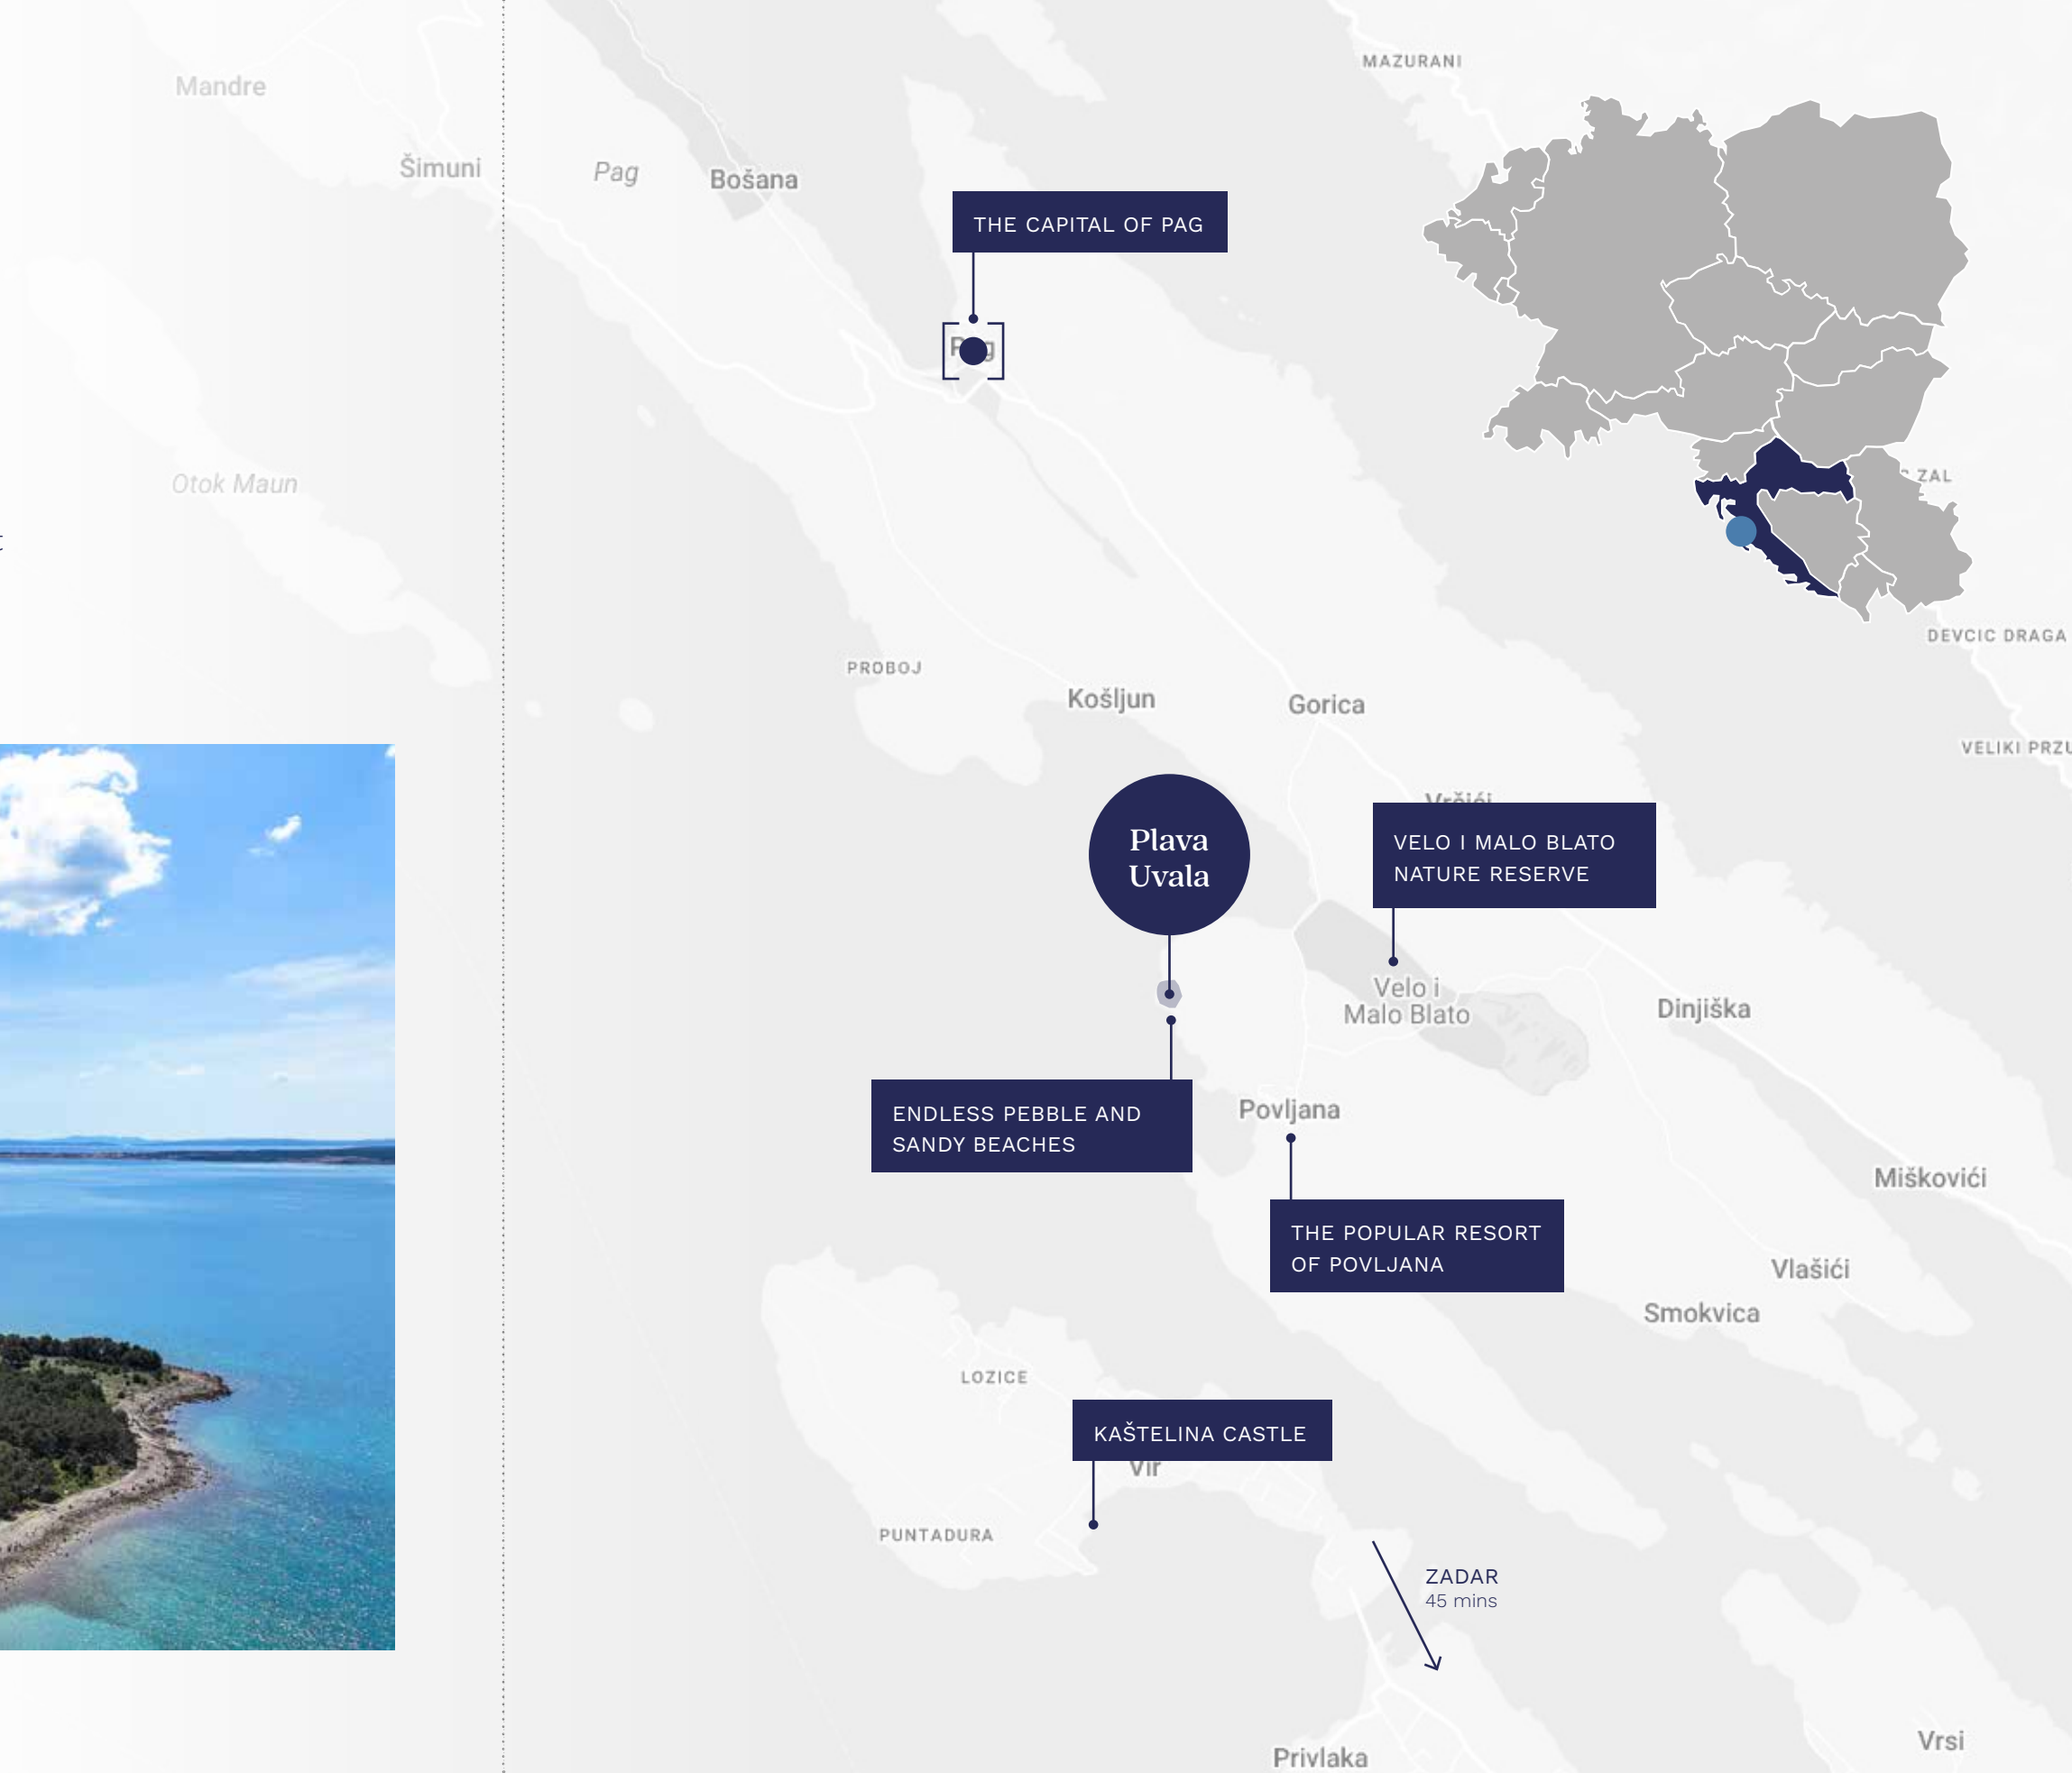 MAZURANI
Mandre
Šimuni
Pag
Bošana
THE CAPITAL OF PAG
ZAL
Otok Maun
DEVCIC DRAGA
PROBOJ
Košljun
Gorica
VELIKI PRZU
Plava
Uvala
VELO I MALO BLATO
NATURE RESERVE
Velo i
Malo Blato
Dinjiška
ENDLESS PEBBLE AND
SANDY BEACHES
Povljana
Miškovići
THE POPULAR RESORT
OF POVLJANA
Vlašići
Smokvica
LOZICE
KAŠTELINA CASTLE
Vir
PUNTADURA
ZADAR
45 mins
Vrsi
Privlaka